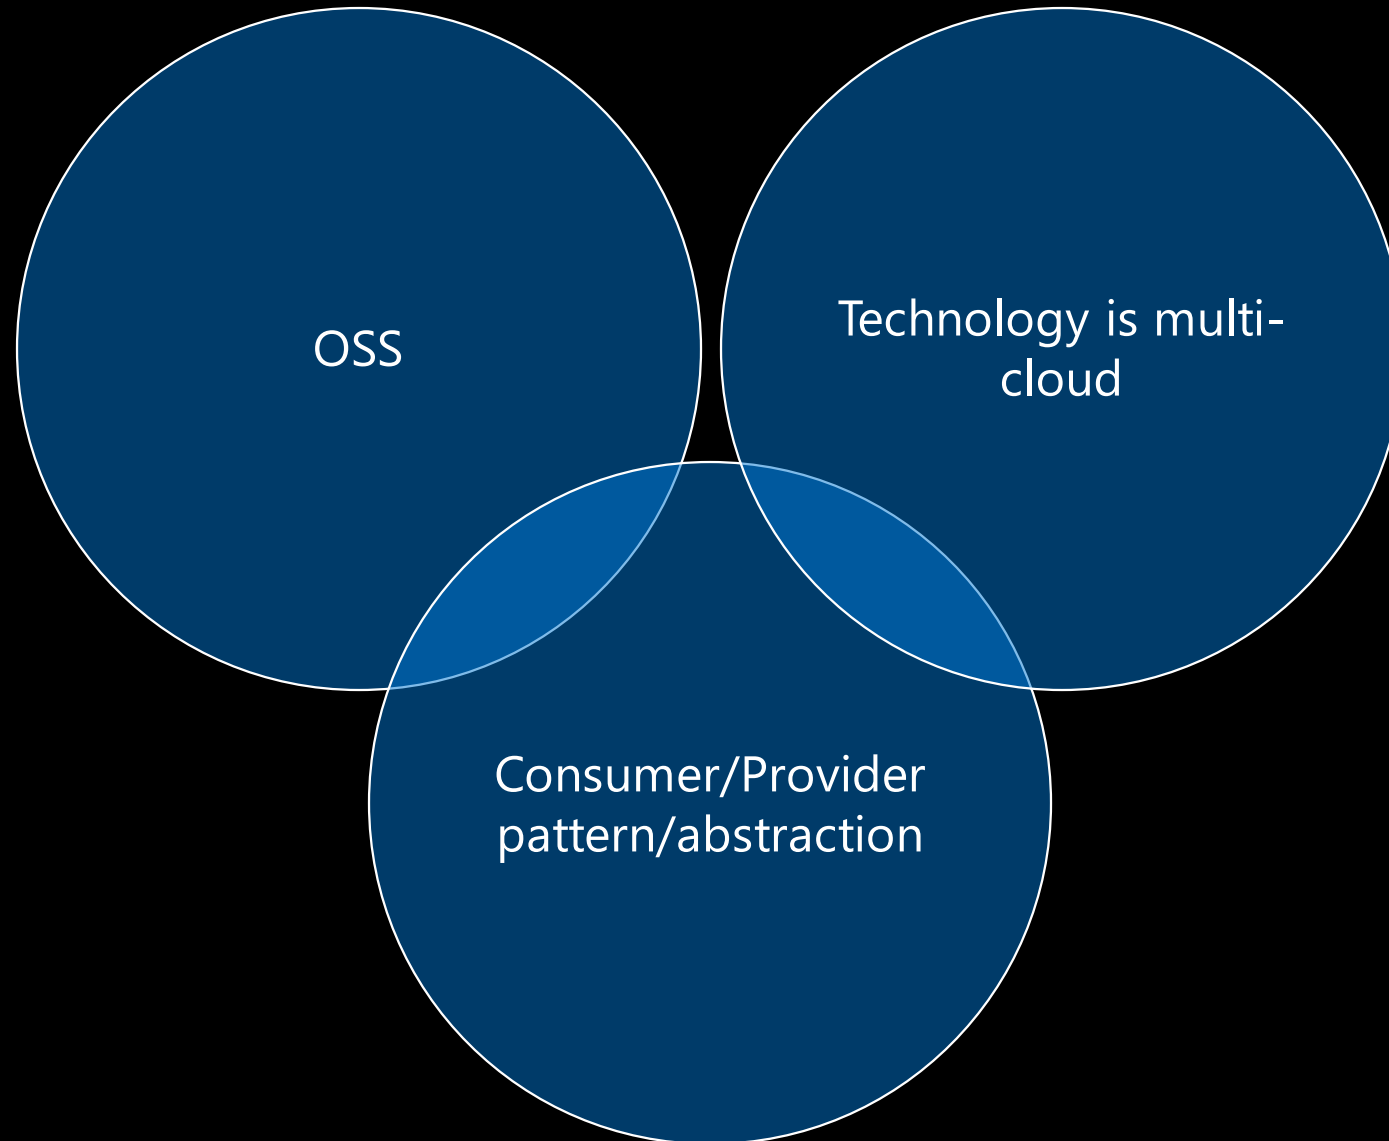 OSS
Technology is multi-
cloud
Consumer/Provider
pattern/abstraction